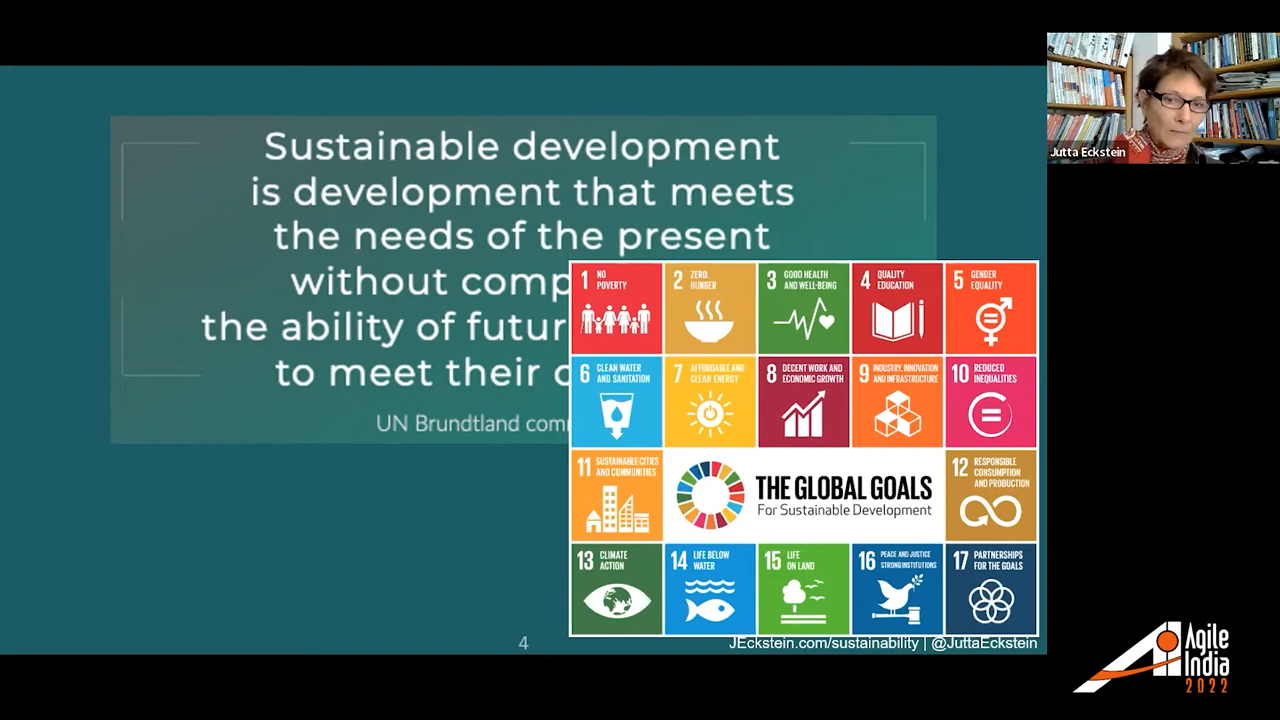 Sustainable development
is development that meets
the needs of the present
without comp
the ability of futur
to meet their
UN Brundtland com
1 NO
POVERTY
2 ZERO
HUNGER
3 GOOD HEALTH
AND WELL-BEING
4 QUALITY
EDUCATION
5 GENDER
EQUALITY
6 CLEAN WATER
AND SANITATION
7 AFFORDABLE AND
CLEAN ENERGY
8 DECENT WORK AND
ECONOMIC GROWTH
9 INDUSTRY, INNOVATION
AND INFRASTRUCTURE
10 REDUCED
INEQUALITIES
11 SUSTAINABLE CITIES
AND COMMUNITIES
THE GLOBAL GOALS
For Sustainable Development
12 RESPONSIBLE
CONSUMPTION
AND PRODUCTION
13 CLIMATE
ACTION
14 LIFE BELOW
WATER
15 LIFE
ON LAND
16 PEACE AND JUSTICE
STRONG INSTITUTIONS
17 PARTNERSHIPS
FOR THE GOALS
4
JEckstein.com/sustainability | @JuttaEckstein
Jutta Eckstein
Agile
India
2022